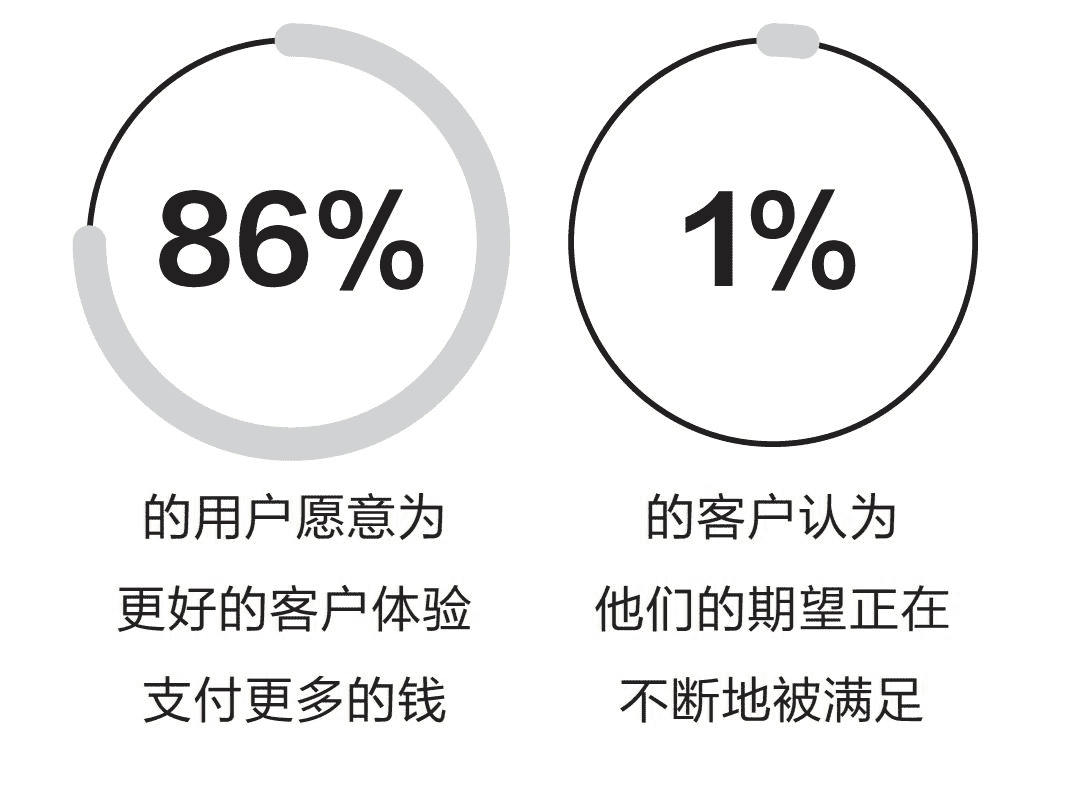 86%
的用户愿意为
更好的客户体验
支付更多的钱
1%
的客户认为
他们的期望正在
不断地被满足